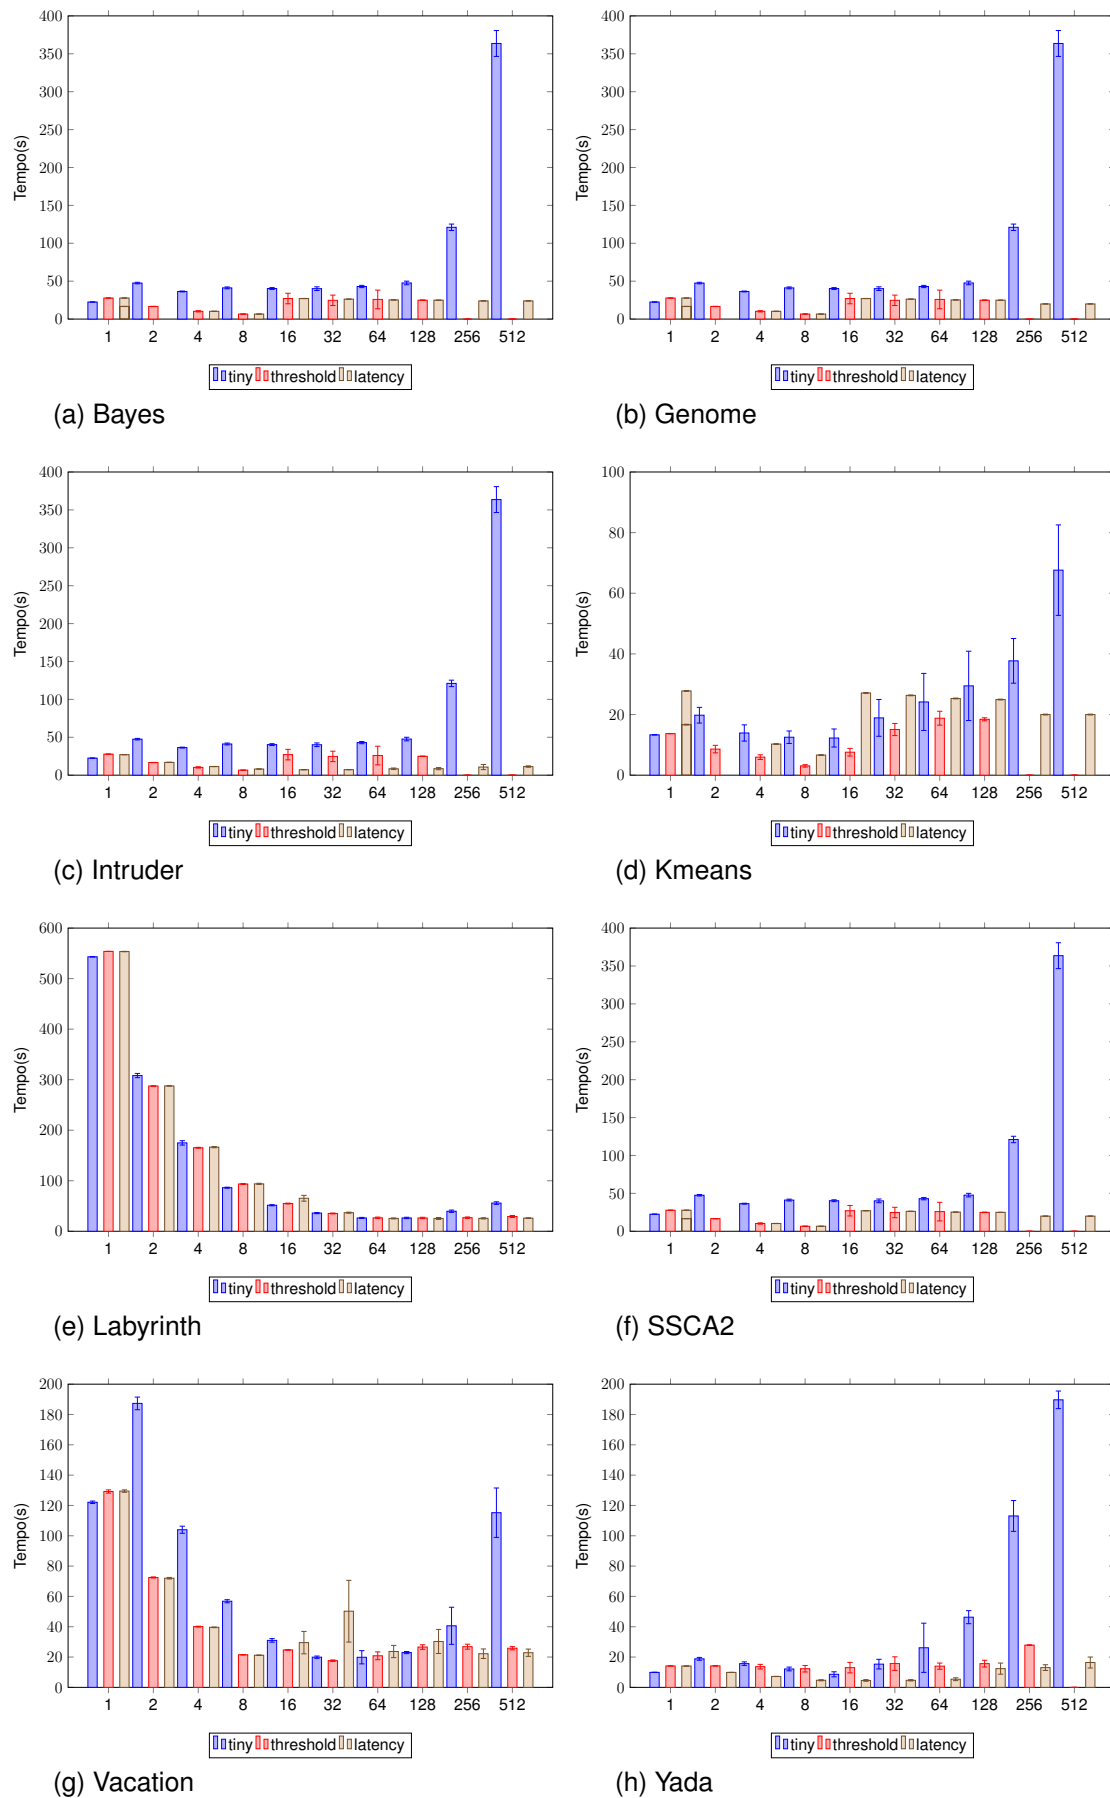 400
350
300
250
200
150
100
50
0
Tempo(s)
1 2 4 8 16 32 64 128 256 512
tiny threshold latency
(a) Bayes
400
350
300
250
200
150
100
50
0
Tempo(s)
1 2 4 8 16 32 64 128 256 512
tiny threshold latency
(b) Genome
400
350
300
250
200
150
100
50
0
Tempo(s)
1 2 4 8 16 32 64 128 256 512
tiny threshold latency
(c) Intruder
100
80
60
40
20
0
Tempo(s)
1 2 4 8 16 32 64 128 256 512
tiny threshold latency
(d) Kmeans
600
500
400
300
200
100
0
Tempo(s)
1 2 4 8 16 32 64 128 256 512
tiny threshold latency
(e) Labyrinth
400
350
300
250
200
150
100
50
0
Tempo(s)
1 2 4 8 16 32 64 128 256 512
tiny threshold latency
(f) SSCA2
200
180
160
140
120
100
80
60
40
20
0
Tempo(s)
1 2 4 8 16 32 64 128 256 512
tiny threshold latency
(g) Vacation
200
180
160
140
120
100
80
60
40
20
0
Tempo(s)
1 2 4 8 16 32 64 128 256 512
tiny threshold latency
(h) Yada